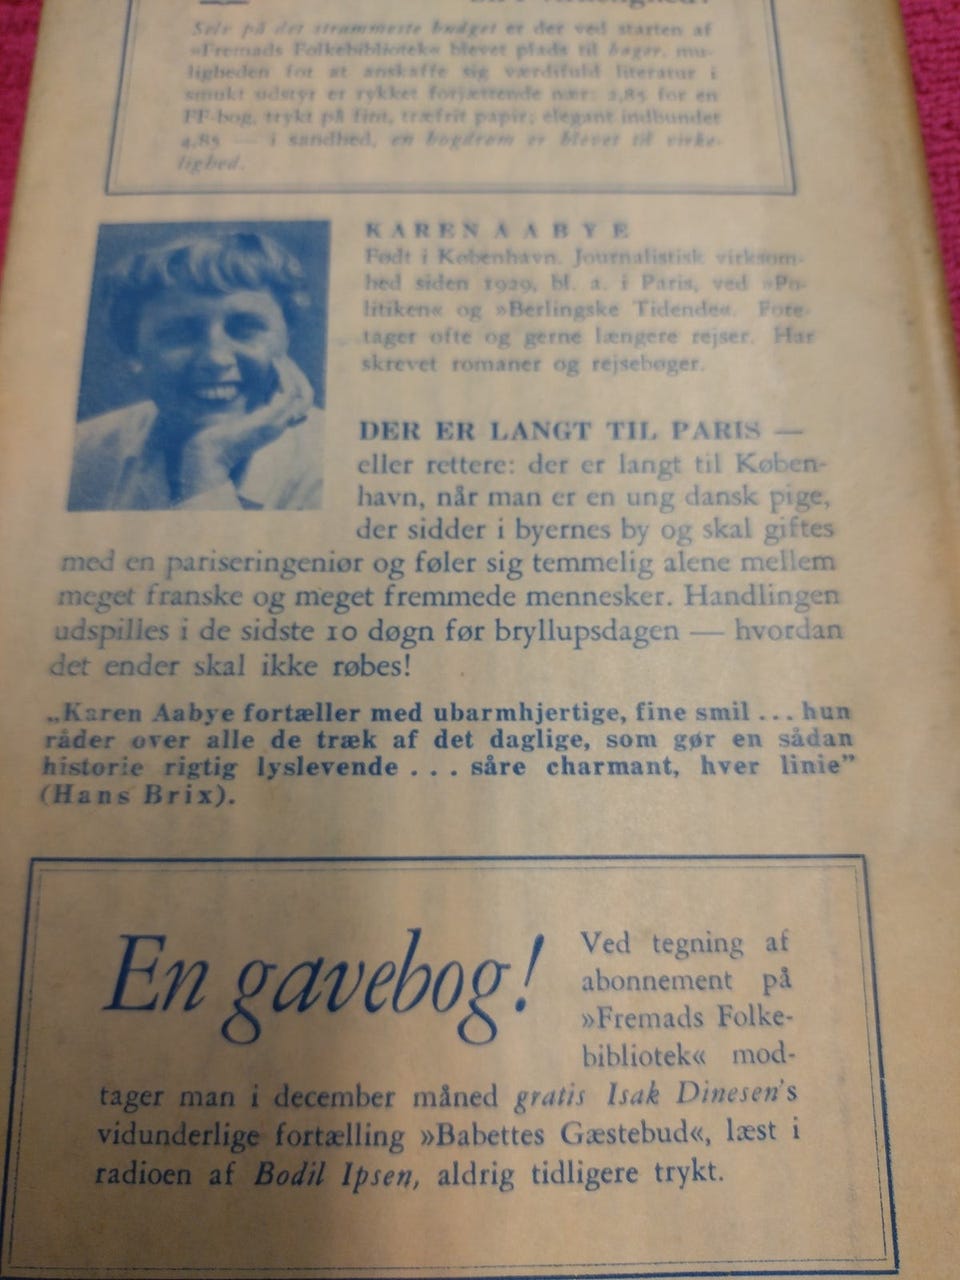 Selv på det strammeste budget er der ved starten af
»Fremads Folkebibliotek« blevet plads til bøger, mu-
ligheden for at anskaffe sig værdifuld literatur i
smukt udstyr er rykket forjættende nær: 2,85 for en
FF-bog, trykt på fint, træfrit papir; elegant indbundet
4,85 — i sandhed, en bogdrøm er blevet til virke-
lighed.
KAREN AABYE
Født i København. Journalistisk virksom-
hed siden 1929, bl. a. i Paris, ved »Po-
litiken« og »Berlingske Tidende«. Fore-
tager ofte og gerne længere rejser. Har
skrevet romaner og rejsebøger.
DER ER LANGT TIL PARIS —
eller rettere: der er langt til Køben-
havn, når man er en ung dansk pige,
der sidder i byernes by og skal giftes
med en pariseringeniør og føler sig temmelig alene mellem
meget franske og meget fremmede mennesker. Handlingen
udspilles i de sidste 10 døgn før bryllupsdagen — hvordan
det ender skal ikke røbes!
„Karen Aabye fortæller med ubarmhjertige, fine smil ... hun
råder over alle de træk af det daglige, som gør en sådan
historie rigtig lyslevende ... såre charmant, hver linie”
(Hans Brix).
En gavebog!
Ved tegning af
abonnement på
»Fremads Folke-
bibliotek« mod-
tager man i december måned gratis Isak Dinesen's
vidunderlige fortælling »Babettes Gæstebud«, læst i
radioen af Bodil Ipsen, aldrig tidligere trykt.